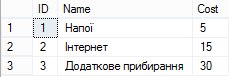 ID Name Cost
1 1 Напої 5
2 2 Інтернет 15
3 3 Додаткове прибирання 30